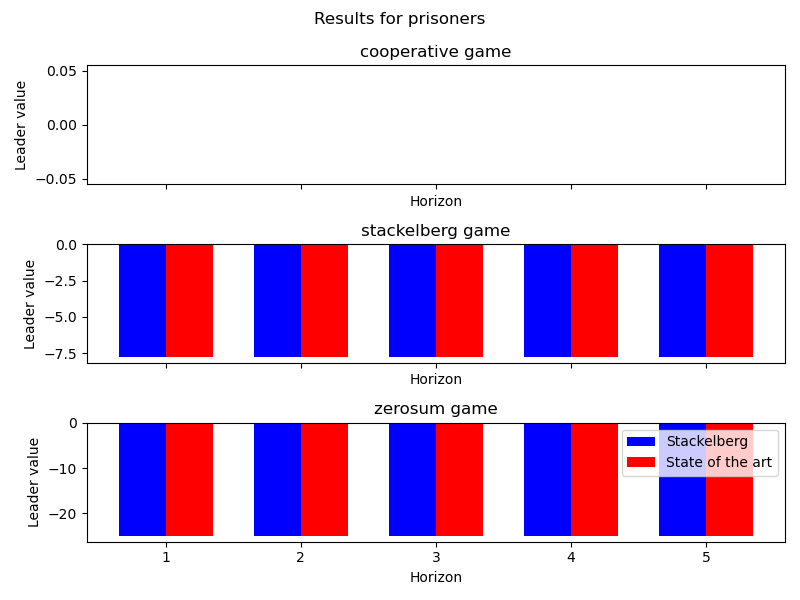 Results for prisoners
cooperative game
0.05
0.00
−0.05
Leader value
Horizon
stackelberg game
0.0
−2.5
−5.0
−7.5
Leader value
Horizon
zerosum game
0
−10
−20
Leader value
Stackelberg
State of the art
1 2 3 4 5
Horizon